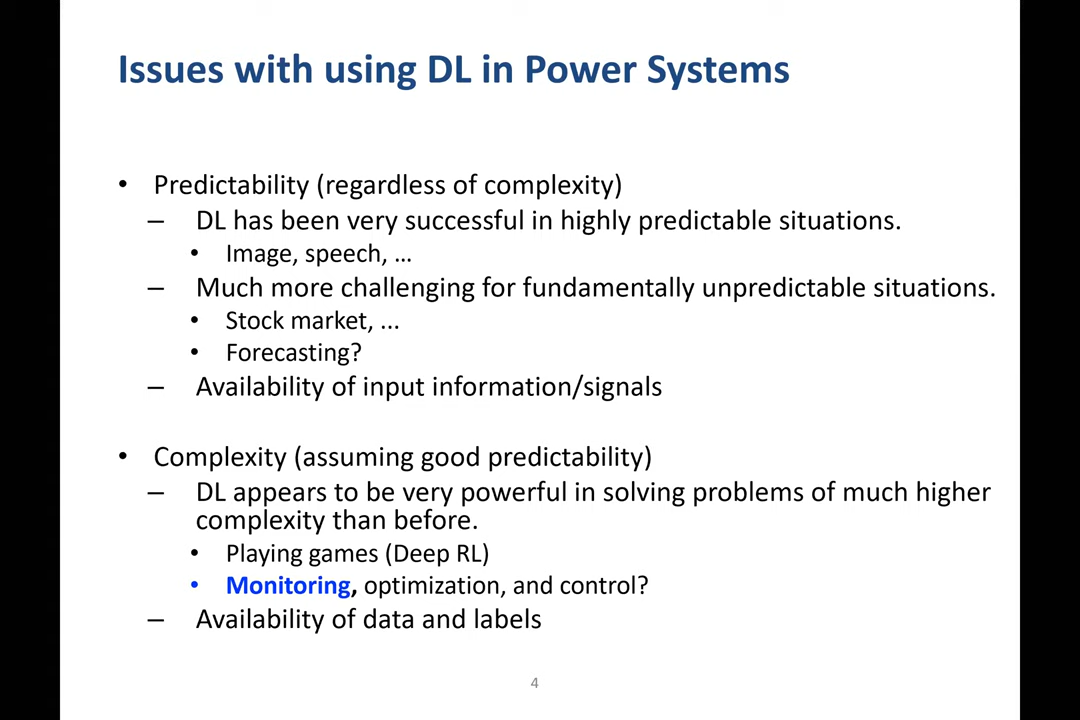 Issues with using DL in Power Systems
• Predictability (regardless of complexity)
– DL has been very successful in highly predictable situations.
• Image, speech, …
– Much more challenging for fundamentally unpredictable situations.
• Stock market, ...
• Forecasting?
– Availability of input information/signals
• Complexity (assuming good predictability)
– DL appears to be very powerful in solving problems of much higher
complexity than before.
• Playing games (Deep RL)
• Monitoring, optimization, and control?
– Availability of data and labels
4